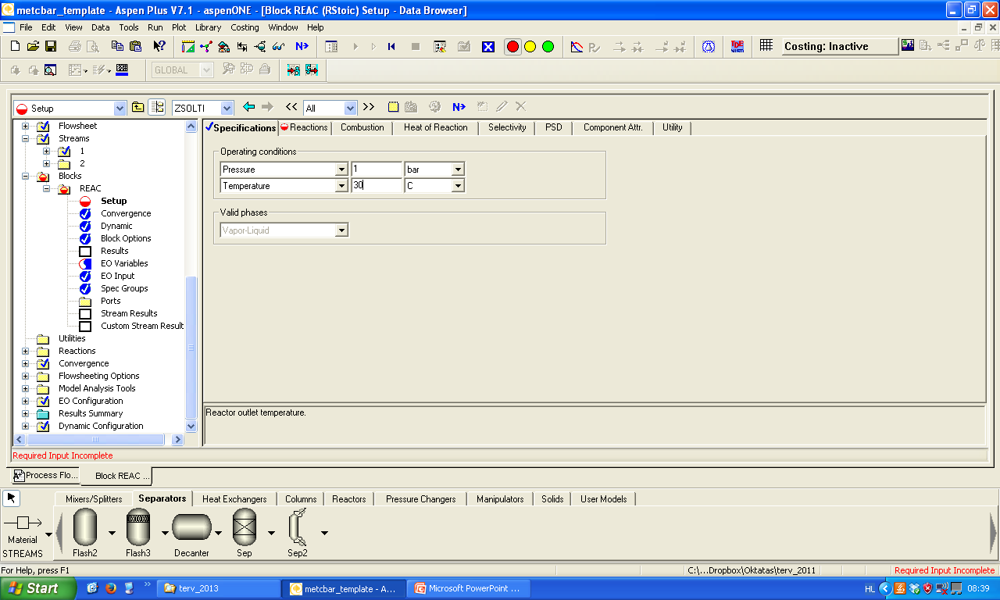 metcbar_template - Aspen Plus V7.1 - aspenONE - [Block REAC (RStoic) Setup - Data Browser]
File Edit View Data Tools Run Plot Library Costing Window Help
N> Costing: Inactive
GLOBAL
Setup ZSOLTI << All >> N>
Flowsheet
Streams
1
2
Blocks
REAC
Setup
Convergence
Dynamic
Block Options
Results
EO Variables
EO Input
Spec Groups
Ports
Stream Results
Custom Stream Result
Utilities
Reactions
Convergence
Flowsheeting Options
Model Analysis Tools
EO Configuration
Results Summary
Dynamic Configuration
Specifications Reactions Combustion Heat of Reaction Selectivity PSD Component Attr. Utility
Operating conditions
Pressure 1 bar
Temperature 30 C
Valid phases
Vapor-Liquid
Reactor outlet temperature.
Required Input Incomplete
Process Flo... Block REAC ...
Mixers/Splitters Separators Heat Exchangers Columns Reactors Pressure Changers Manipulators Solids User Models
Material
STREAMS Flash2 Flash3 Decanter Sep Sep2
For Help, press F1 C:\...Dropbox\Oktatas\terv_2011 Required Input Incomplete
Start terv_2013 metcbar_template - A... Microsoft PowerPoint ... HL 08:39